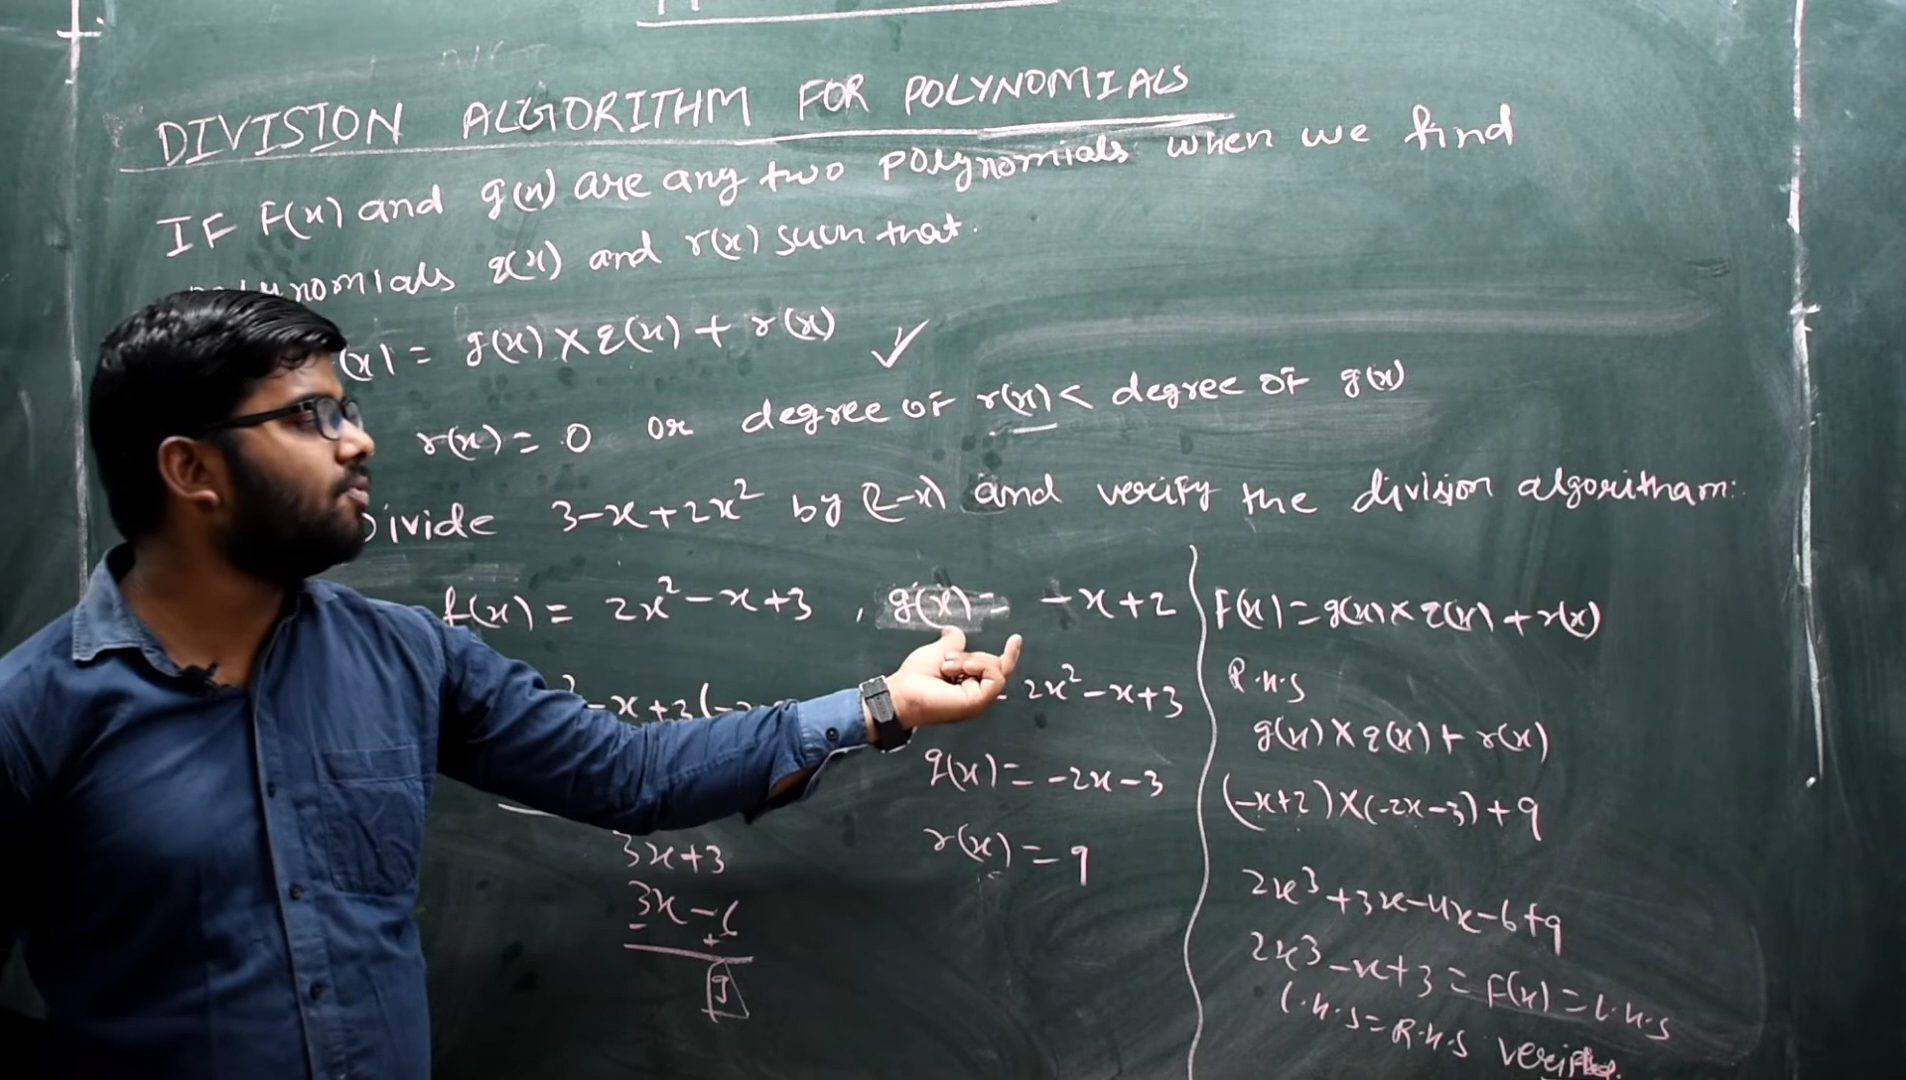 DIVISION ALGORITHM FOR POLYNOMIALS
IF F(x) and g(x) are any two polynomials when we find
polynomials q(x) and r(x) such that.
(x) = g(x) × q(x) + r(x) ✓
r(x) = 0 or degree of r(x) < degree of g(x)
Divide 3-x+2x² by (2-x) and verify the division algoritham:
f(x) = 2x²-x+3 , g(x) = -x+2
-x+3(-
3x+3
3x-6
- +
9
2x²-x+3
q(x) = -2x-3
r(x) = 9
F(x) = g(x) × q(x) + r(x)
R.H.S
g(x) × q(x) + r(x)
(-x+2) × (-2x-3) + 9
2x³+3x-4x-6+9
2x³-x+3 = F(x) = L.H.S
L.H.S = R.H.S verified.